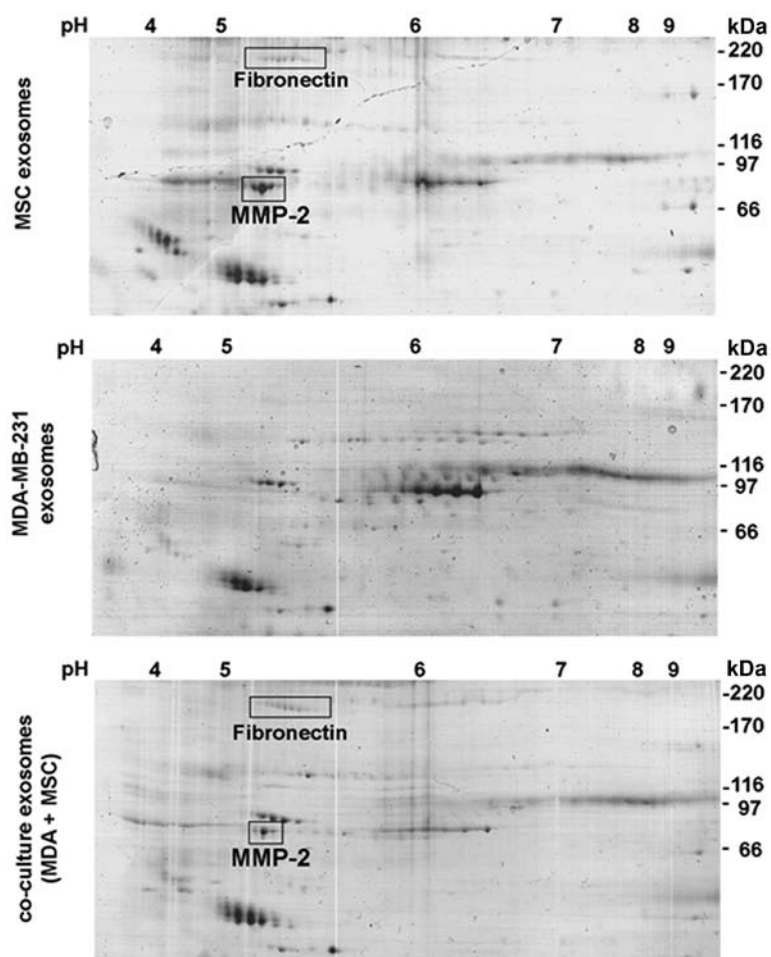 pH 4 5 6 7 8 9 kDa
- 220
Fibronectin
- 170
MSC exosomes
- 116
- 97
MMP-2
- 66
pH 4 5 6 7 8 9 kDa
- 220
- 170
MDA-MB-231
exosomes
- 116
- 97
- 66
pH 4 5 6 7 8 9 kDa
-220
Fibronectin
-170
co-culture exosomes
(MDA + MSC)
- 116
- 97
MMP-2
- 66